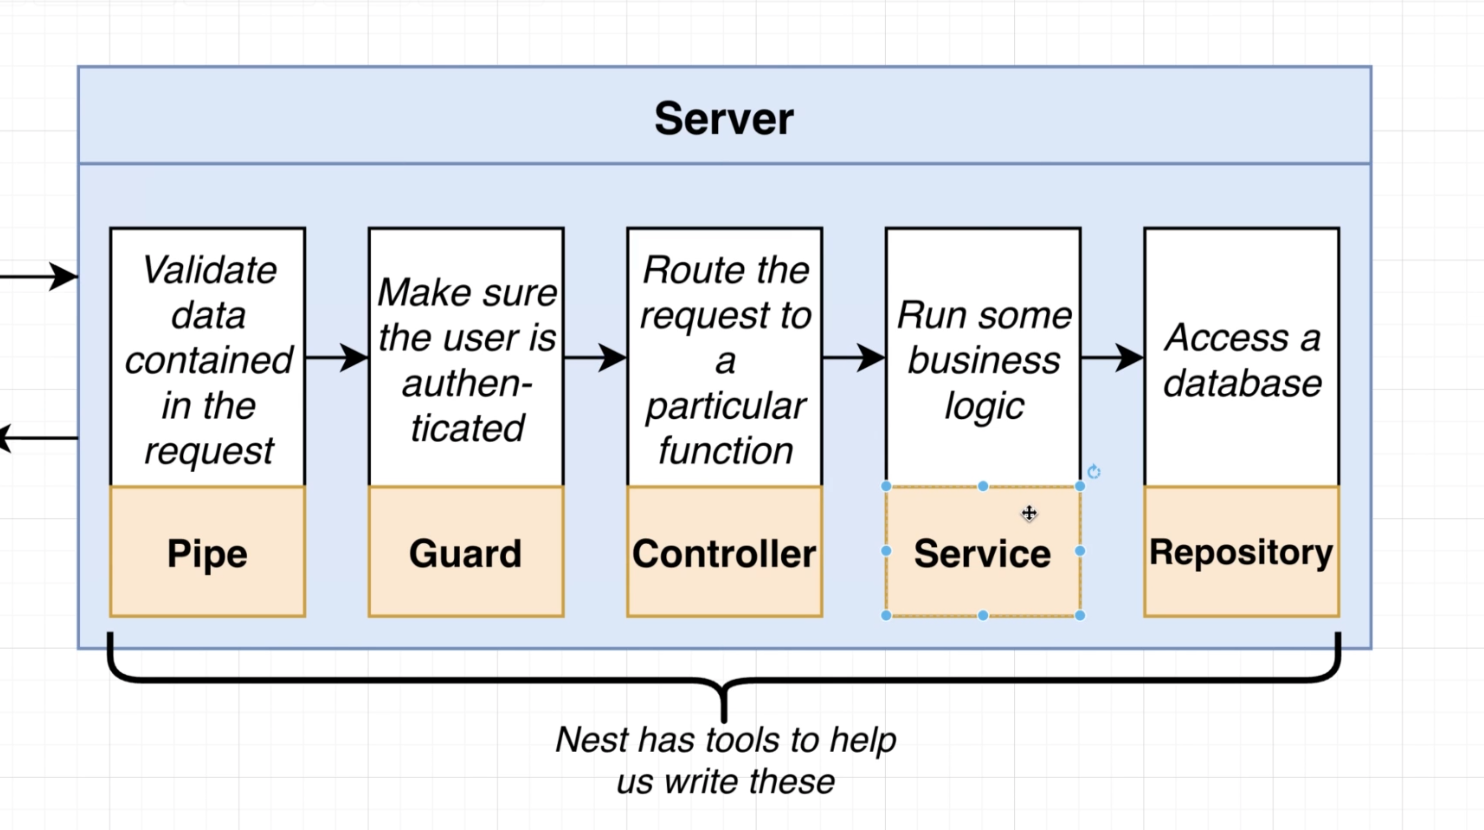 Server
Validate
data
contained
in the
request
Pipe
Make sure
the user is
authen-
ticated
Guard
Route the
request to
a
particular
function
Controller
Run some
business
logic
Service
Access a
database
Repository
Nest has tools to help
us write these